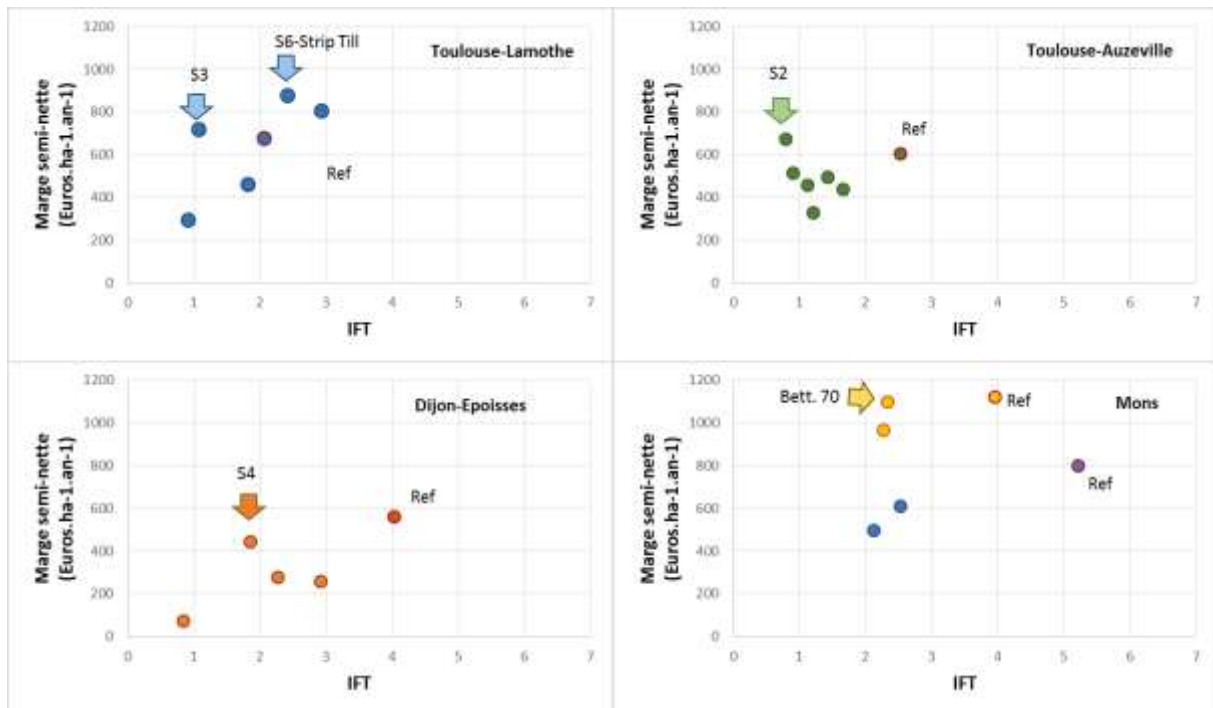 Toulouse-Lamothe
S6-Strip Till
S3
Ref
Marge semi-nette
(Euros.ha-1.an-1)
1200
1000
800
600
400
200
0
0 1 2 3 4 5 6 7
IFT
Toulouse-Auzeville
S2
Ref
Marge semi-nette
(Euros.ha-1.an-1)
1200
1000
800
600
400
200
0
0 1 2 3 4 5 6 7
IFT
Dijon-Epoisses
S4
Ref
Marge semi-nette
(Euros.ha-1.an-1)
1200
1000
800
600
400
200
0
0 1 2 3 4 5 6 7
IFT
Bett. 70
Ref
Mons
Ref
Marge semi-nette
(Euros.ha-1.an-1)
1200
1000
800
600
400
200
0
0 1 2 3 4 5 6 7
IFT